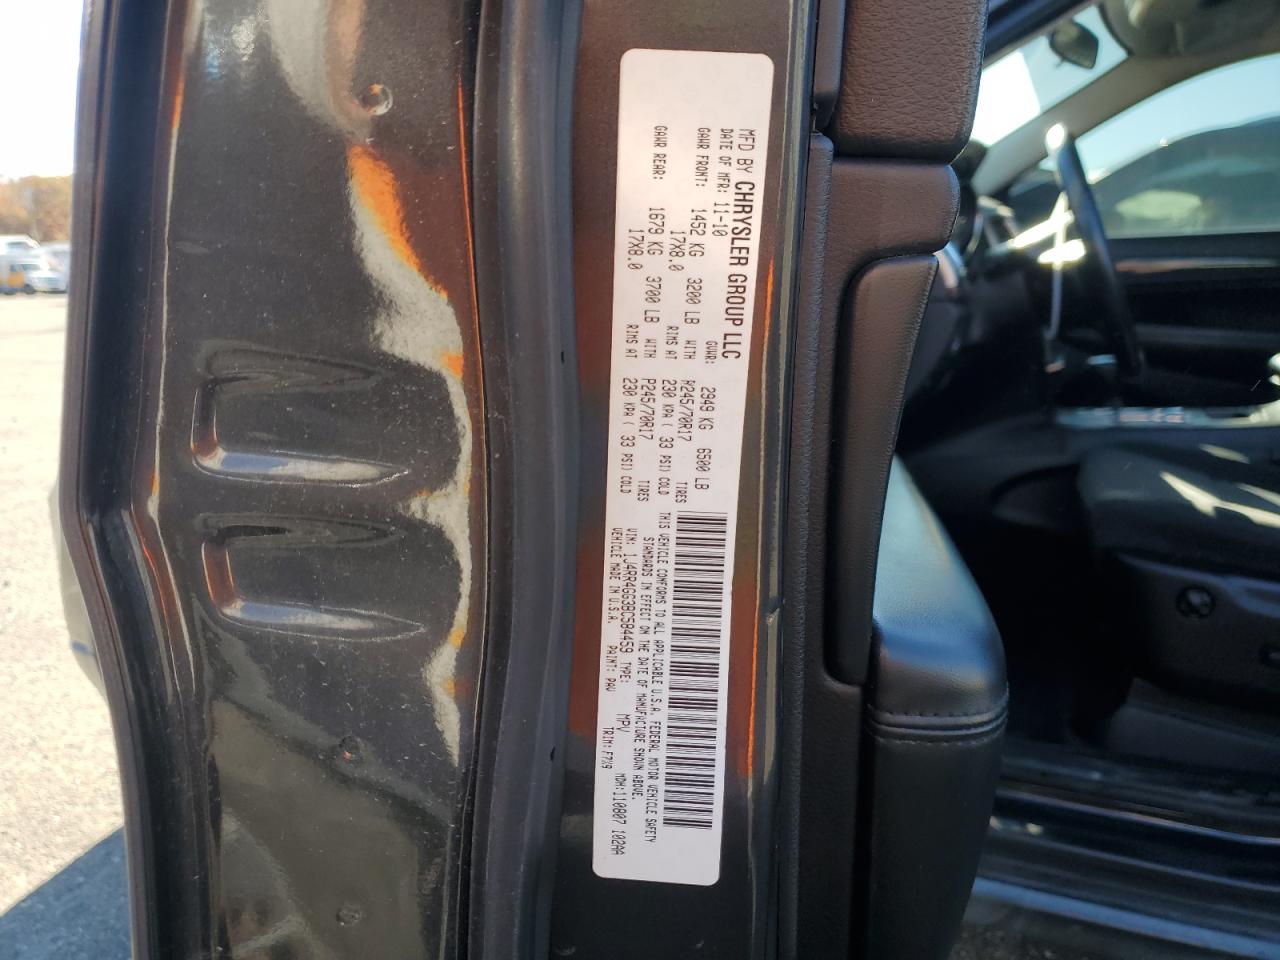 MFD BY CHRYSLER GROUP LLC
DATE OF MFR: 11-10 GVWR: 2949 KG 6500 LB
GAWR FRONT: 1452 KG 3200 LB WITH P245/70R17 TIRES
17X8.0 RIMS AT 230 KPA ( 33 PSI) COLD
GAWR REAR: 1679 KG 3700 LB WITH P245/70R17 TIRES
17X8.0 RIMS AT 230 KPA ( 33 PSI) COLD
THIS VEHICLE CONFORMS TO ALL APPLICABLE U.S.A. FEDERAL MOTOR VEHICLE SAFETY
STANDARDS IN EFFECT ON THE DATE OF MANUFACTURE SHOWN ABOVE.
VIN: 1J4RR4GG3BC584459 TYPE: MPV MDH:110807 102AA
VEHICLE MADE IN U.S.A. PAINT: PAV TRIM: F7X9